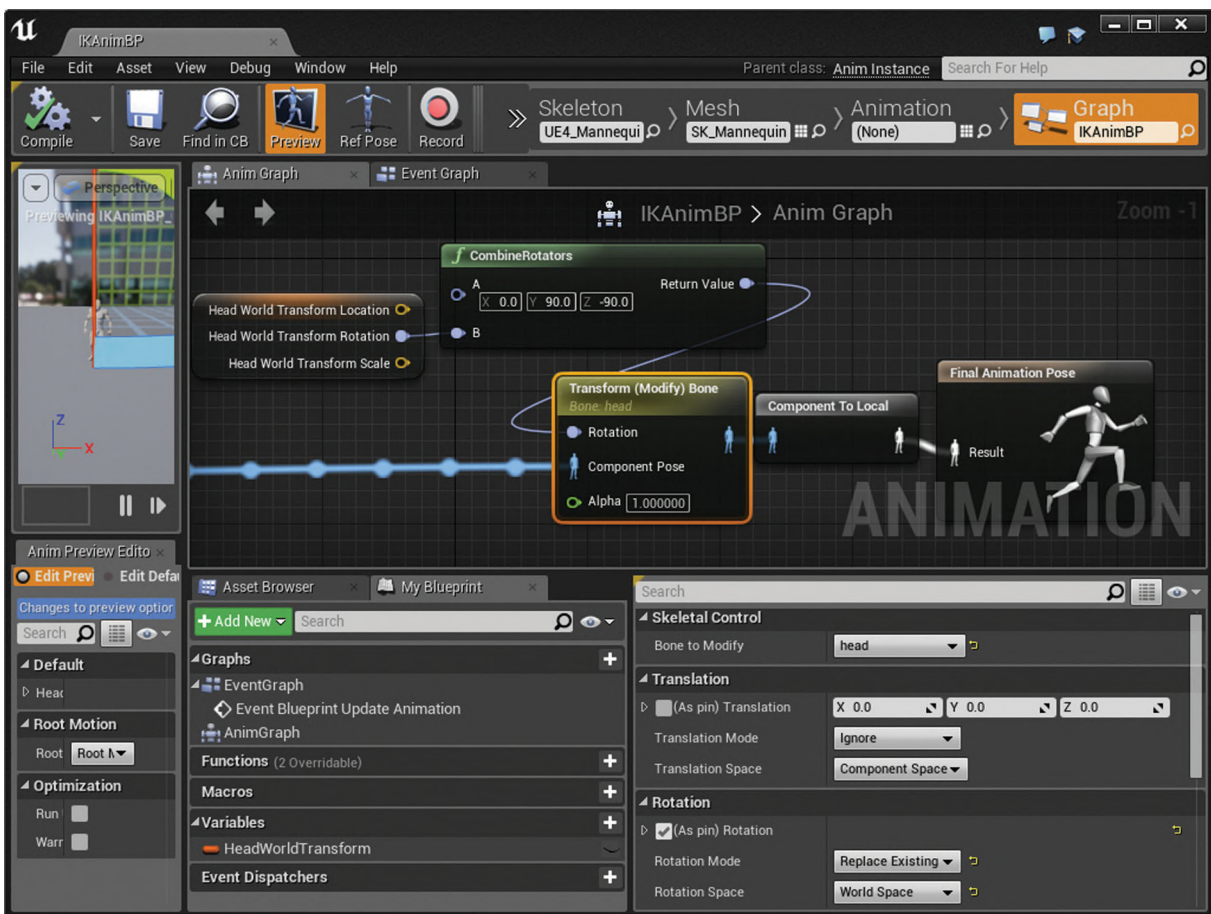 IKAnimBP
File Edit Asset View Debug Window Help
Parent class: Anim Instance
Search For Help
Compile
Save
Find in CB
Preview
Ref Pose
Record
Skeleton
UE4_Mannequi
Mesh
SK_Mannequin
Animation
(None)
Graph
IKAnimBP
Perspective
Previewing IKAnimBP_
Z
X
Anim Graph
Event Graph
IKAnimBP > Anim Graph
Zoom -1
Head World Transform Location
Head World Transform Rotation
Head World Transform Scale
CombineRotators
A
X 0.0 Y 90.0 Z -90.0
B
Return Value
Transform (Modify) Bone
Bone: head
Rotation
Component Pose
Alpha 1.000000
Component To Local
Final Animation Pose
Result
ANIMATION
Anim Preview Edito
Edit Previ
Edit Defa
Changes to preview option
Search
Default
Head
Root Motion
Root
Optimization
Run
Warr
Asset Browser
My Blueprint
+ Add New
Search
Graphs
EventGraph
Event Blueprint Update Animation
AnimGraph
Functions (2 Overridable)
Macros
Variables
HeadWorldTransform
Event Dispatchers
Search
Skeletal Control
Bone to Modify head
Translation
(As pin) Translation X 0.0 Y 0.0 Z 0.0
Translation Mode Ignore
Translation Space Component Space
Rotation
(As pin) Rotation
Rotation Mode Replace Existing
Rotation Space World Space